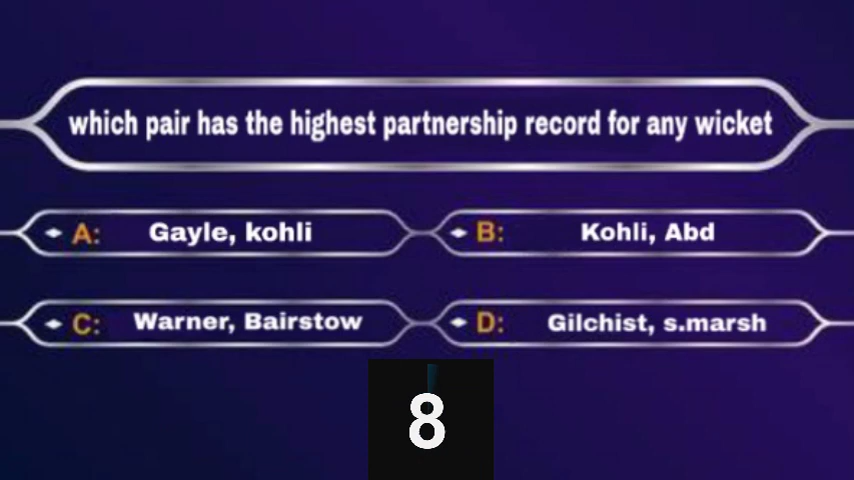 which pair has the highest partnership record for any wicket
A: Gayle, kohli
B: Kohli, Abd
C: Warner, Bairstow
D: Gilchist, s.marsh
8